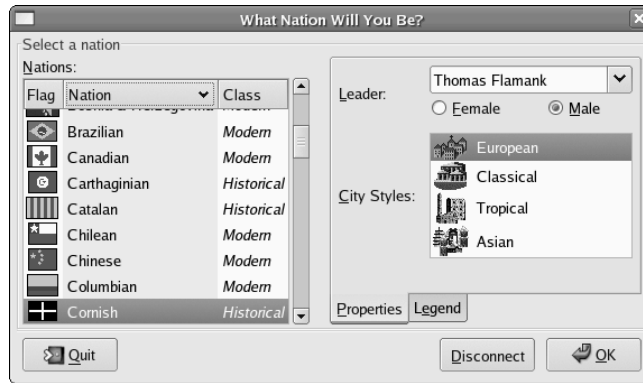 What Nation Will You Be?
Select a nation
Nations:
Flag Nation Class
Brazilian Modern
Canadian Modern
Carthaginian Historical
Catalan Historical
Chilean Modern
Chinese Modern
Columbian Modern
Cornish Historical
Leader: Thomas Flamank
Female Male
City Styles:
European
Classical
Tropical
Asian
Properties Legend
Quit Disconnect OK